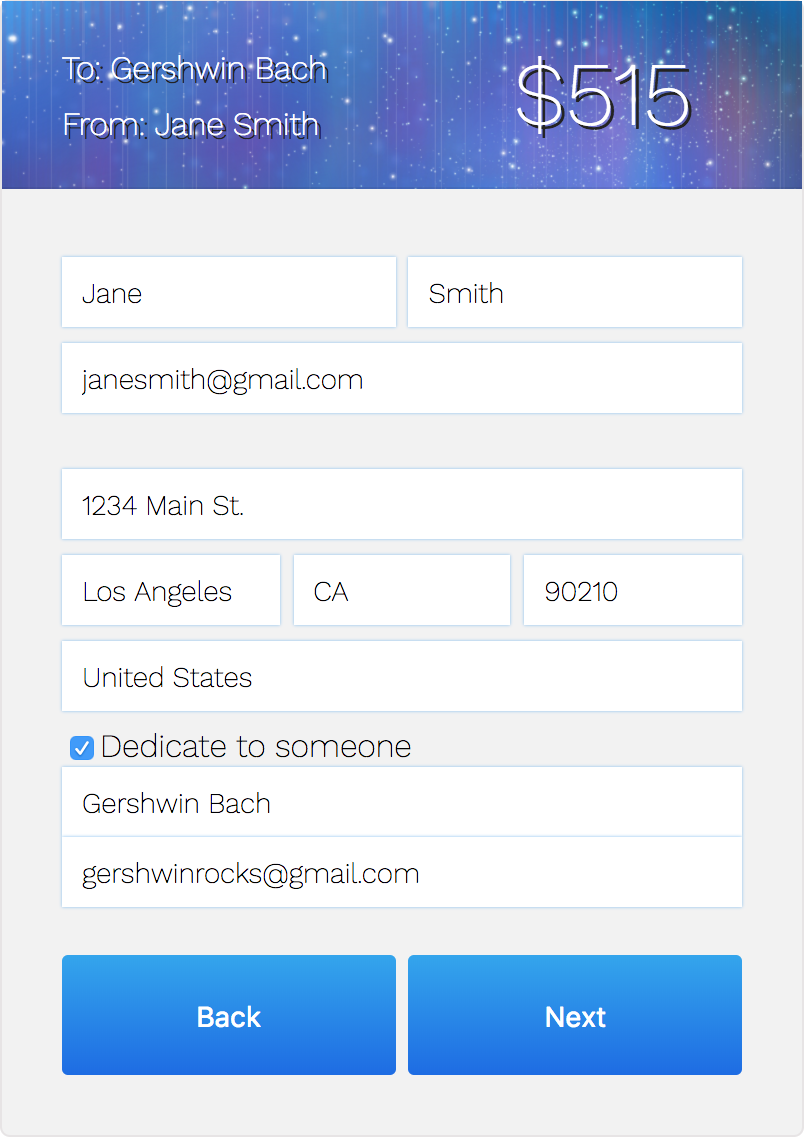 To: Gershwin Bach
$515
From: Jane Smith
Jane Smith
janesmith@gmail.com
1234 Main St.
Los Angeles CA 90210
United States
Dedicate to someone
Gershwin Bach
gershwinrocks@gmail.com
Back Next